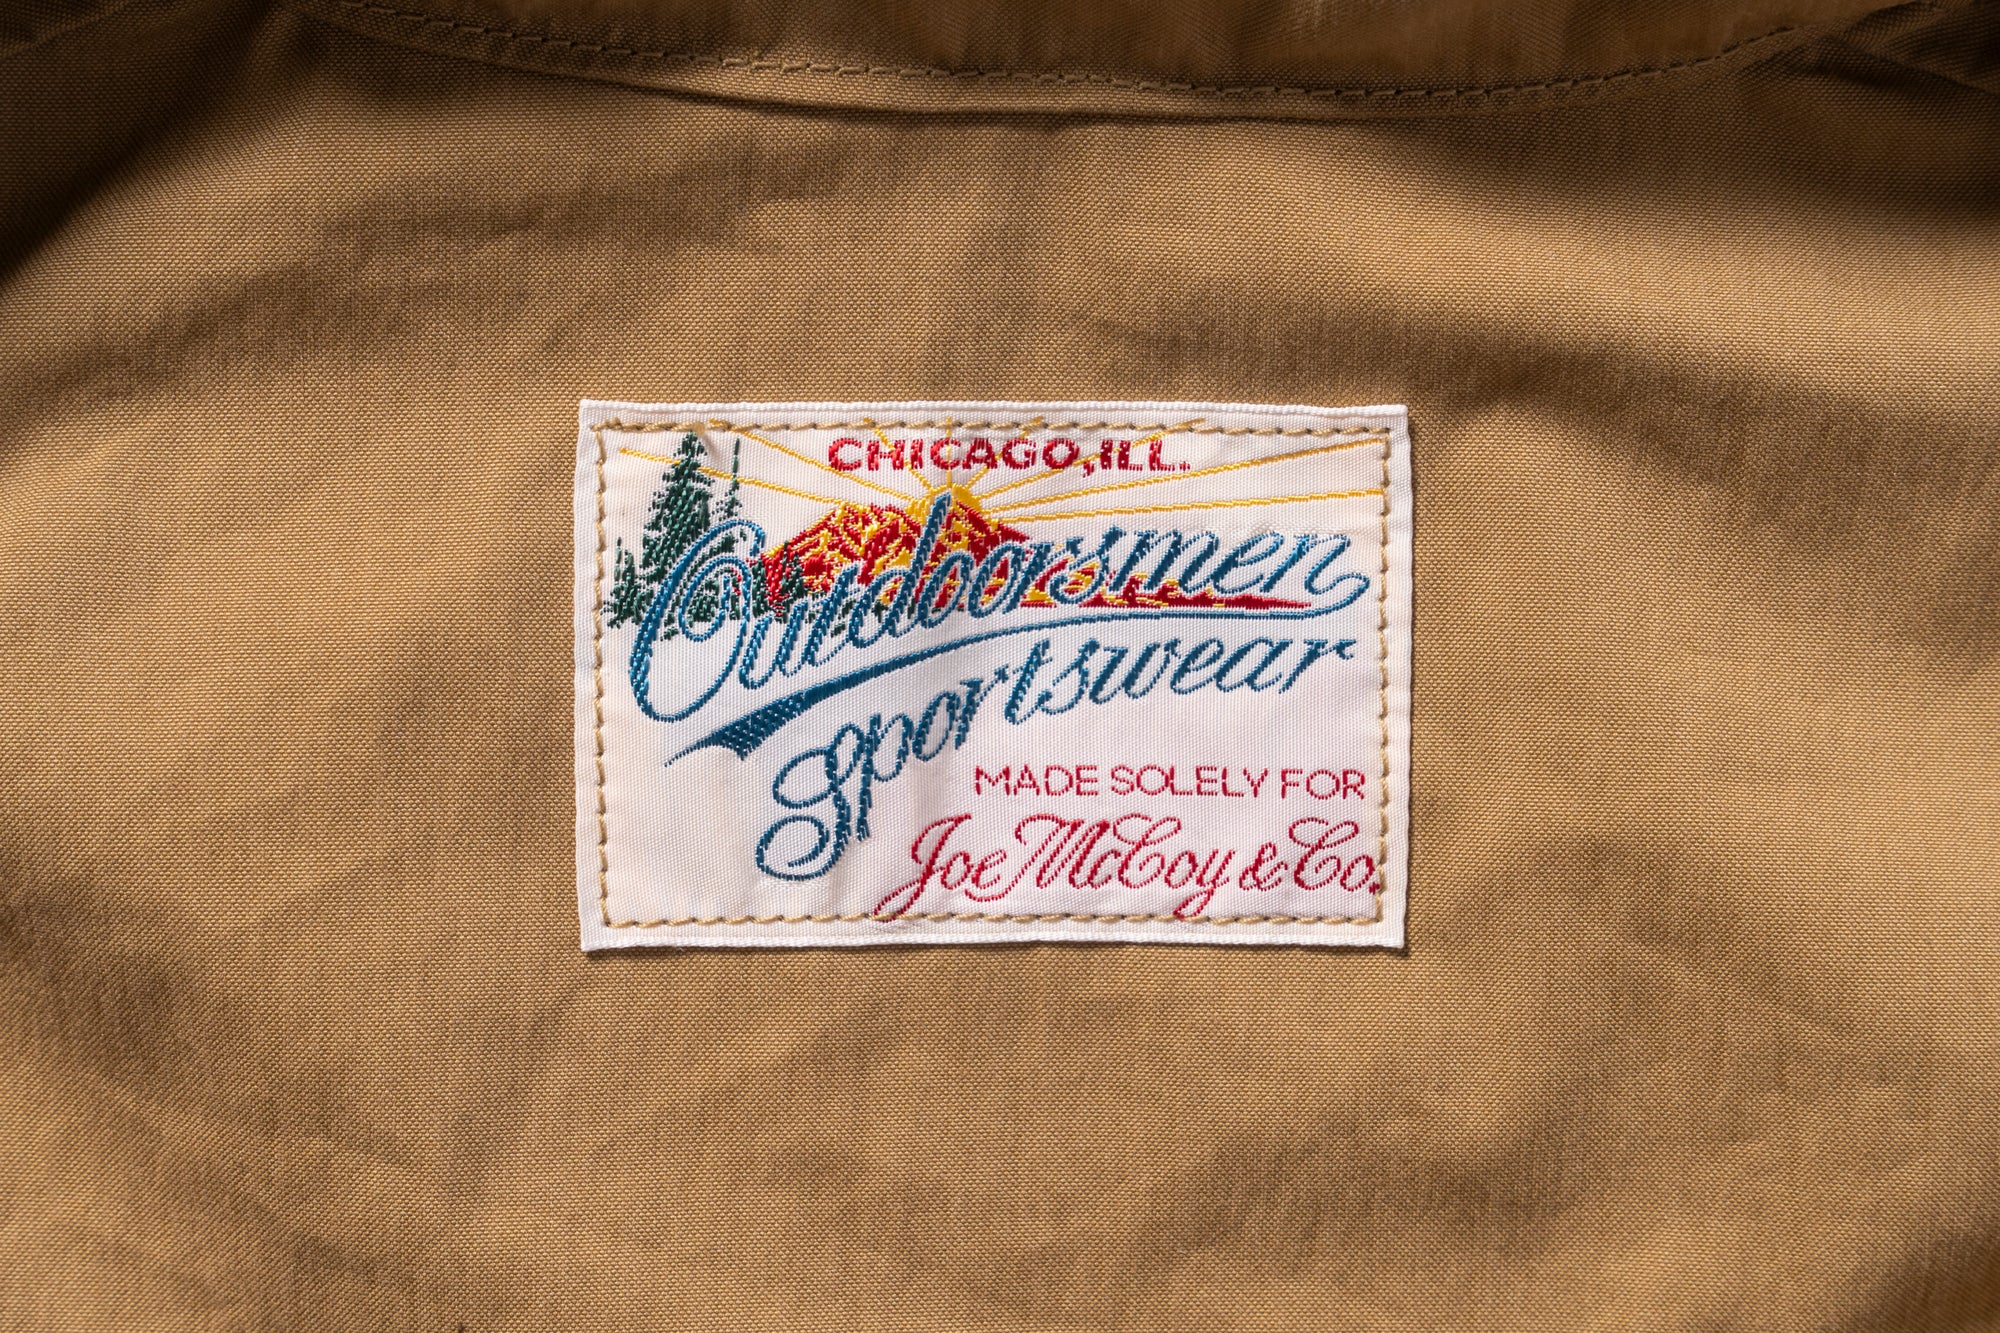 CHICAGO, ILL.
Outdoorsmen
Sportswear
MADE SOLELY FOR
Joe McCoy & Co.